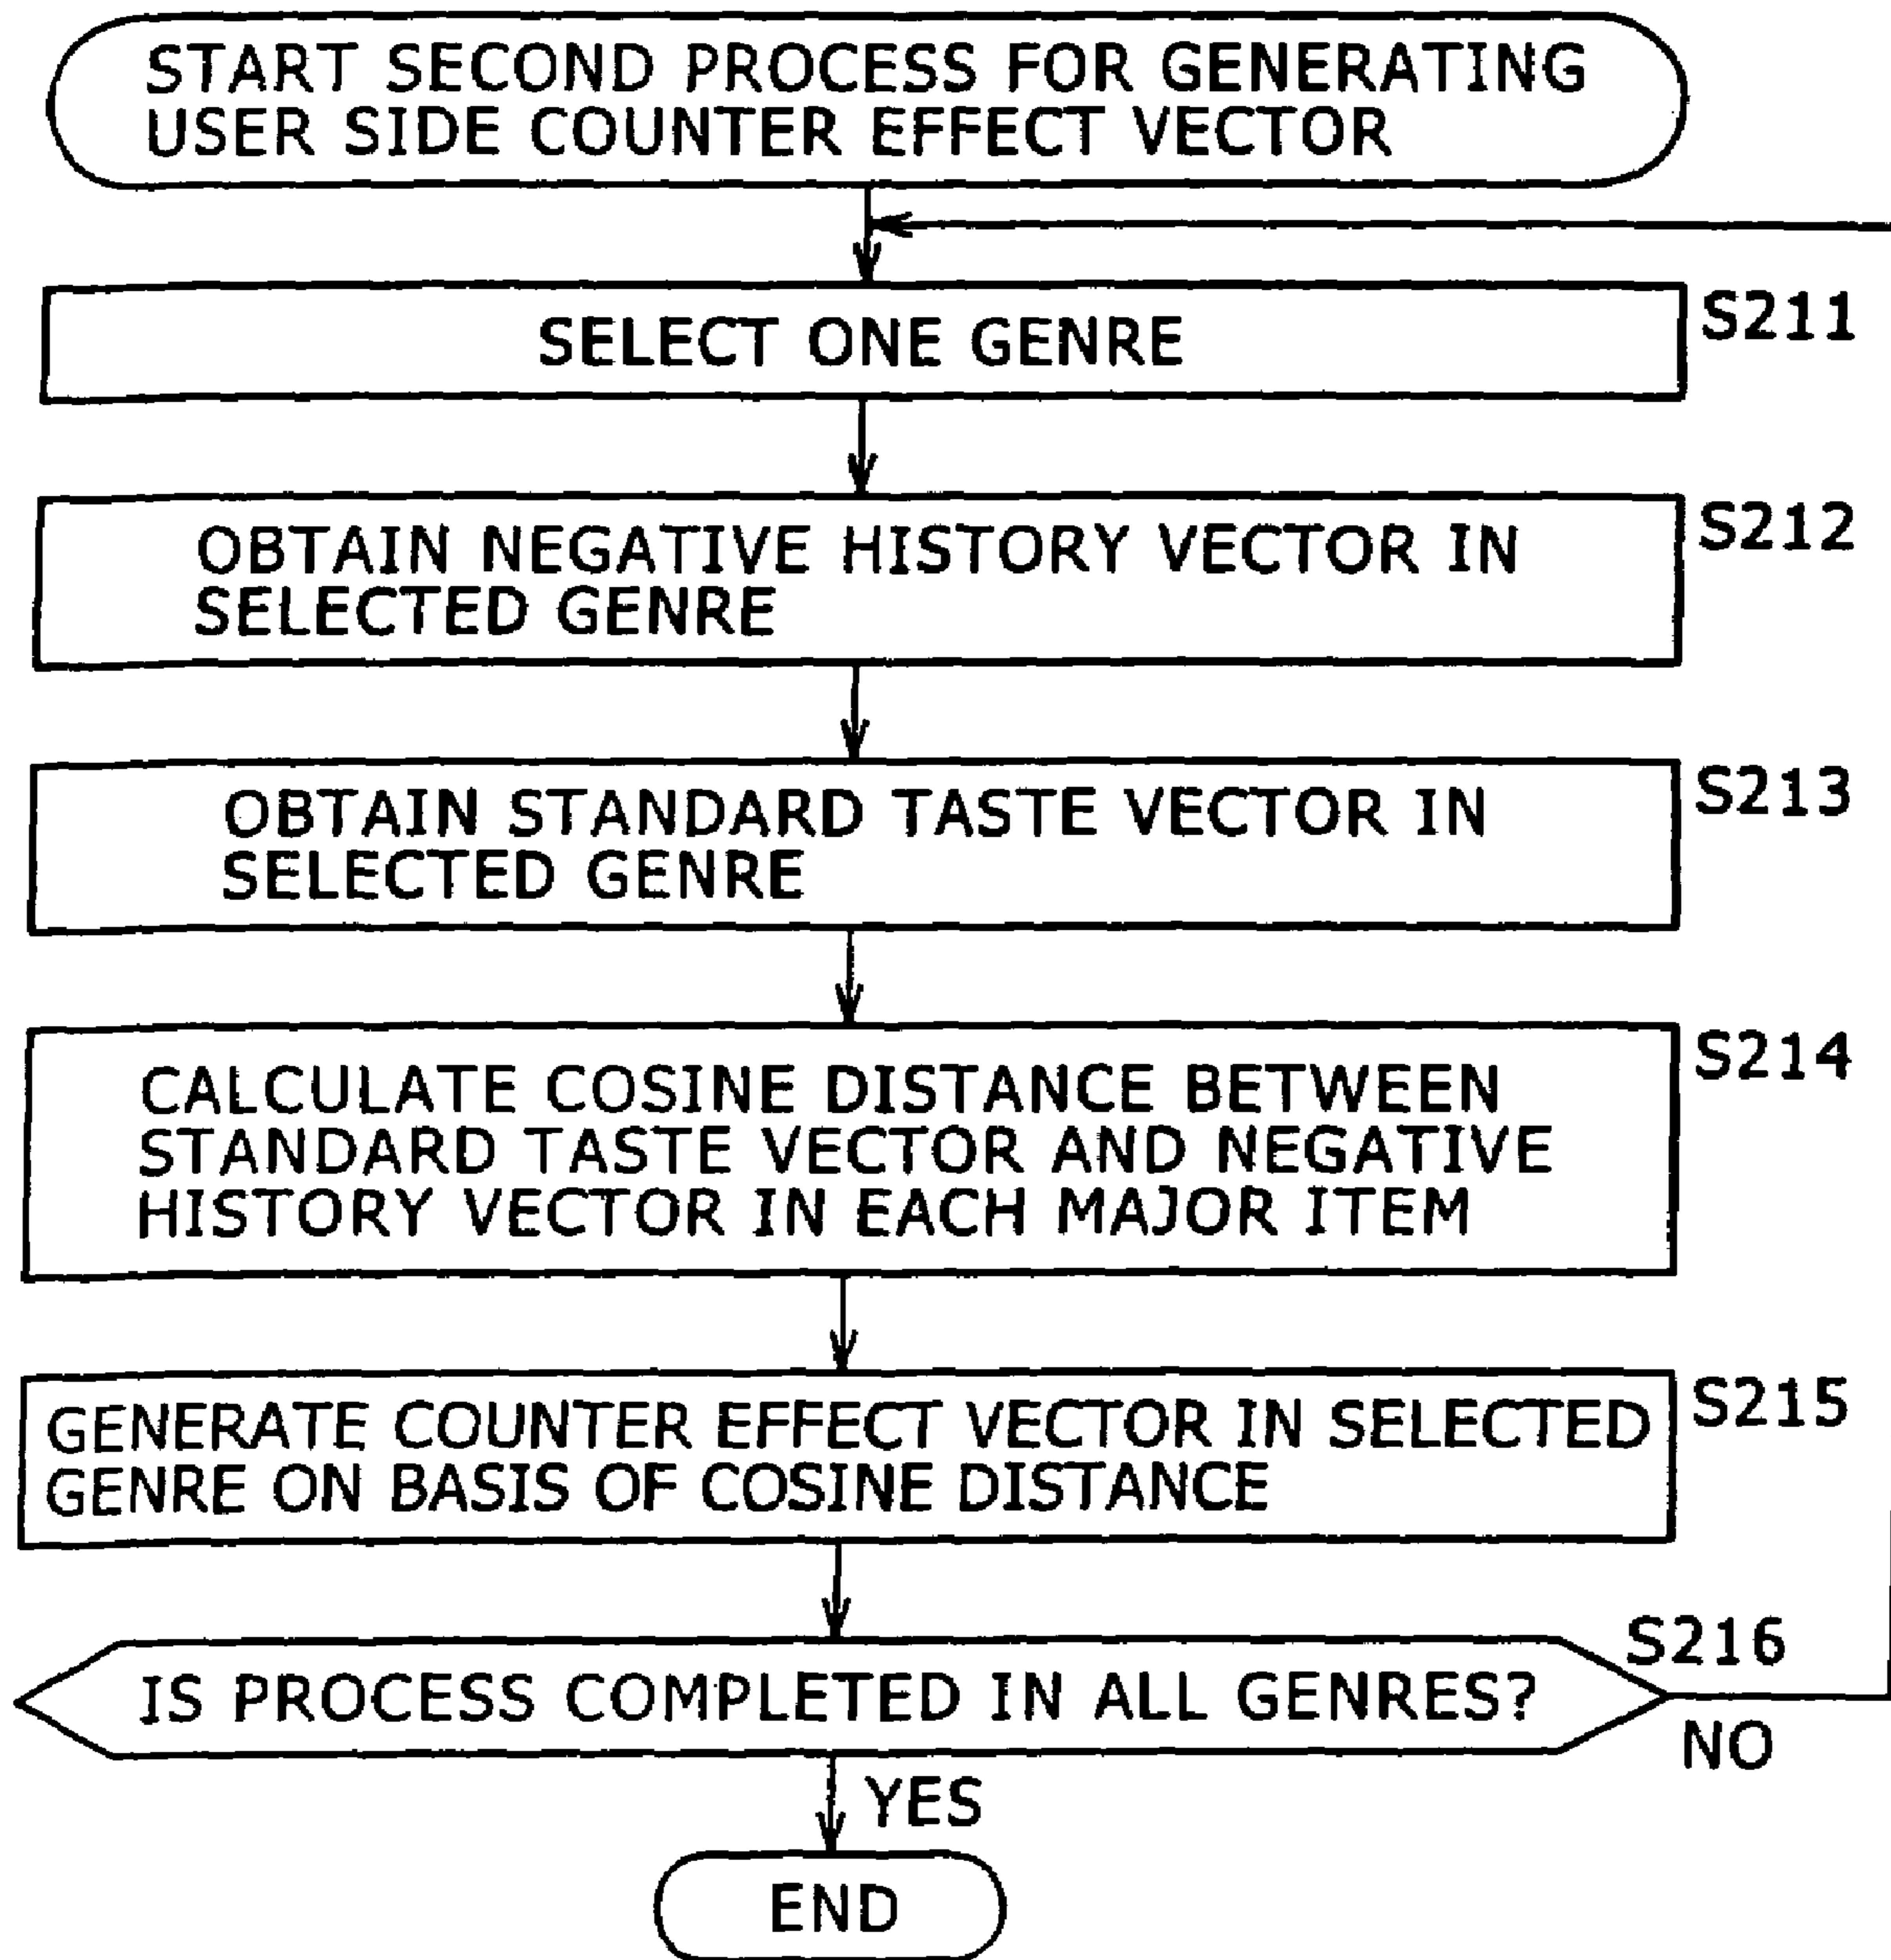 START SECOND PROCESS FOR GENERATING
USER SIDE COUNTER EFFECT VECTOR
SELECT ONE GENRE
S211
OBTAIN NEGATIVE HISTORY VECTOR IN
SELECTED GENRE
S212
OBTAIN STANDARD TASTE VECTOR IN
SELECTED GENRE
S213
CALCULATE COSINE DISTANCE BETWEEN
STANDARD TASTE VECTOR AND NEGATIVE
HISTORY VECTOR IN EACH MAJOR ITEM
S214
GENERATE COUNTER EFFECT VECTOR IN SELECTED
GENRE ON BASIS OF COSINE DISTANCE
S215
IS PROCESS COMPLETED IN ALL GENRES?
S216
NO
YES
END